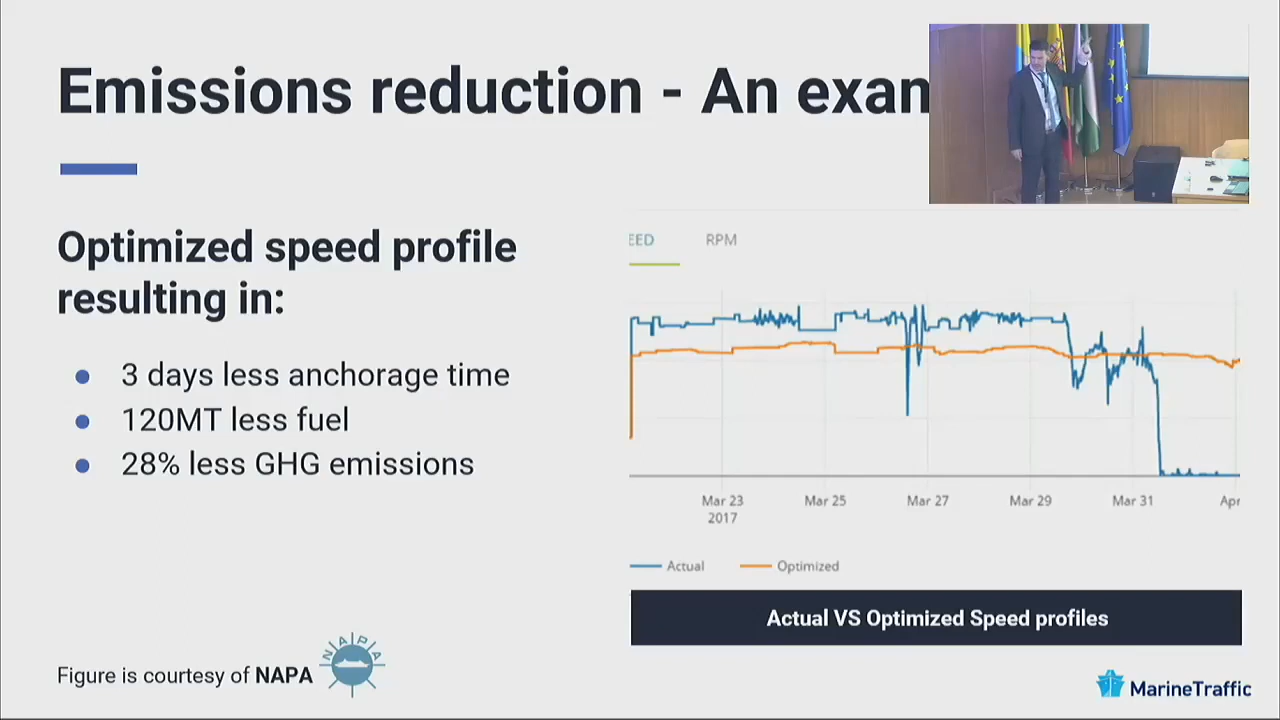 Emissions reduction - An exam
Optimized speed profile
resulting in:
3 days less anchorage time
120MT less fuel
28% less GHG emissions
EED RPM
Mar 23 Mar 25 Mar 27 Mar 29 Mar 31 Apr
2017
Actual Optimized
Actual VS Optimized Speed profiles
NAPA
Figure is courtesy of NAPA
MarineTraffic